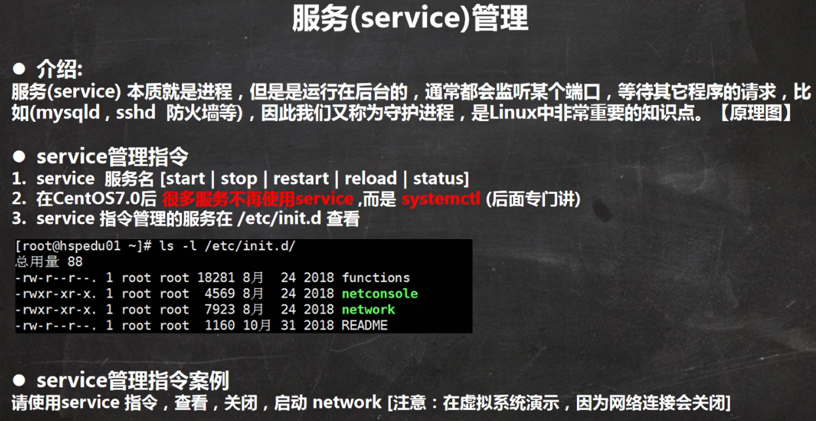 服务(service)管理
● 介绍:
服务(service) 本质就是进程，但是是运行在后台的，通常都会监听某个端口，等待其它程序的请求，比
如(mysqld , sshd 防火墙等)，因此我们又称为守护进程，是Linux中非常重要的知识点。【原理图】
● service管理指令
1. service 服务名 [start | stop | restart | reload | status]
2. 在CentOS7.0后 很多服务不再使用service ,而是 systemctl (后面专门讲)
3. service 指令管理的服务在 /etc/init.d 查看
[root@hspedu01 ~]# ls -l /etc/init.d/
总用量 88
-rw-r--r--. 1 root root 18281 8月  24 2018 functions
-rwxr-xr-x. 1 root root  4569 8月  24 2018 netconsole
-rwxr-xr-x. 1 root root  7923 8月  24 2018 network
-rw-r--r--. 1 root root  1160 10月 31 2018 README
● service管理指令案例
请使用service 指令，查看，关闭，启动 network [注意：在虚拟系统演示，因为网络连接会关闭]